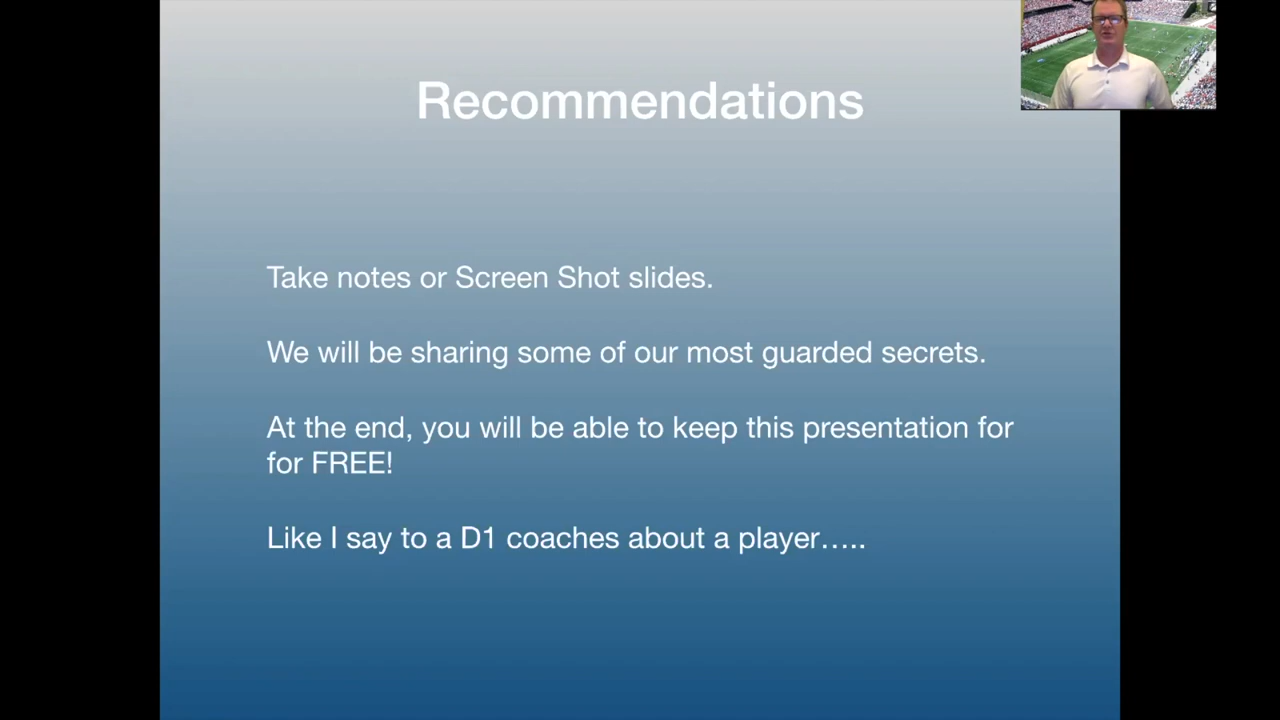 Recommendations
Take notes or Screen Shot slides.
We will be sharing some of our most guarded secrets.
At the end, you will be able to keep this presentation for
for FREE!
Like I say to a D1 coaches about a player…..